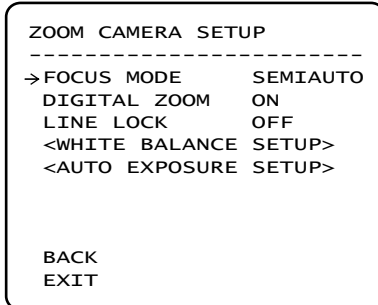 ZOOM CAMERA SETUP
-------------------------
→FOCUS MODE SEMIAUTO
DIGITAL ZOOM ON
LINE LOCK OFF
<WHITE BALANCE SETUP>
<AUTO EXPOSURE SETUP>
BACK
EXIT